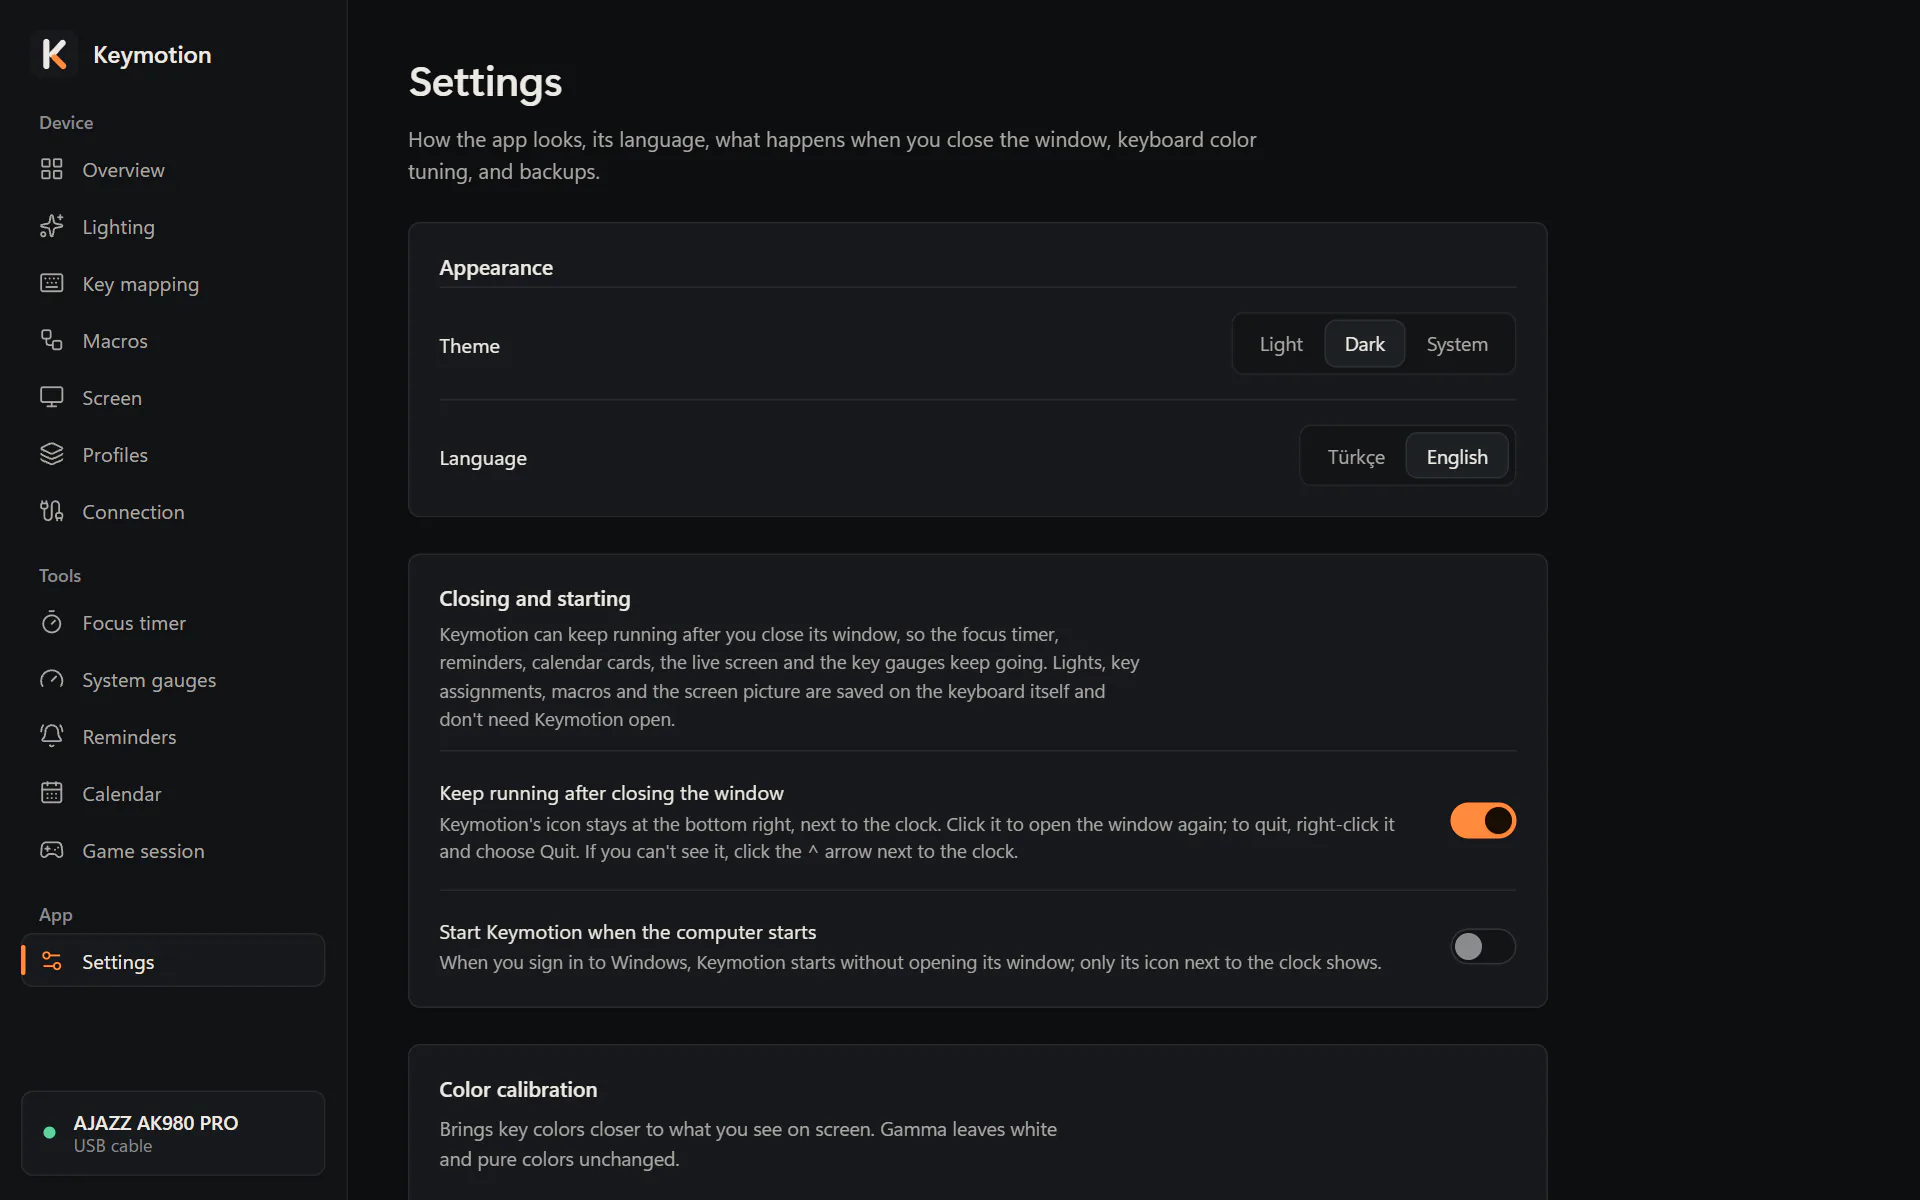 Keymotion
Device
Overview
Lighting
Key mapping
Macros
Screen
Profiles
Connection
Tools
Focus timer
System gauges
Reminders
Calendar
Game session
App
Settings
AJAZZ AK980 PRO
USB cable
Settings
How the app looks, its language, what happens when you close the window, keyboard color
tuning, and backups.
Appearance
Theme
Light Dark System
Language
Türkçe English
Closing and starting
Keymotion can keep running after you close its window, so the focus timer,
reminders, calendar cards, the live screen and the key gauges keep going. Lights, key
assignments, macros and the screen picture are saved on the keyboard itself and
don't need Keymotion open.
Keep running after closing the window
Keymotion's icon stays at the bottom right, next to the clock. Click it to open the window again; to quit, right-click it
and choose Quit. If you can't see it, click the ^ arrow next to the clock.
Start Keymotion when the computer starts
When you sign in to Windows, Keymotion starts without opening its window; only its icon next to the clock shows.
Color calibration
Brings key colors closer to what you see on screen. Gamma leaves white
and pure colors unchanged.